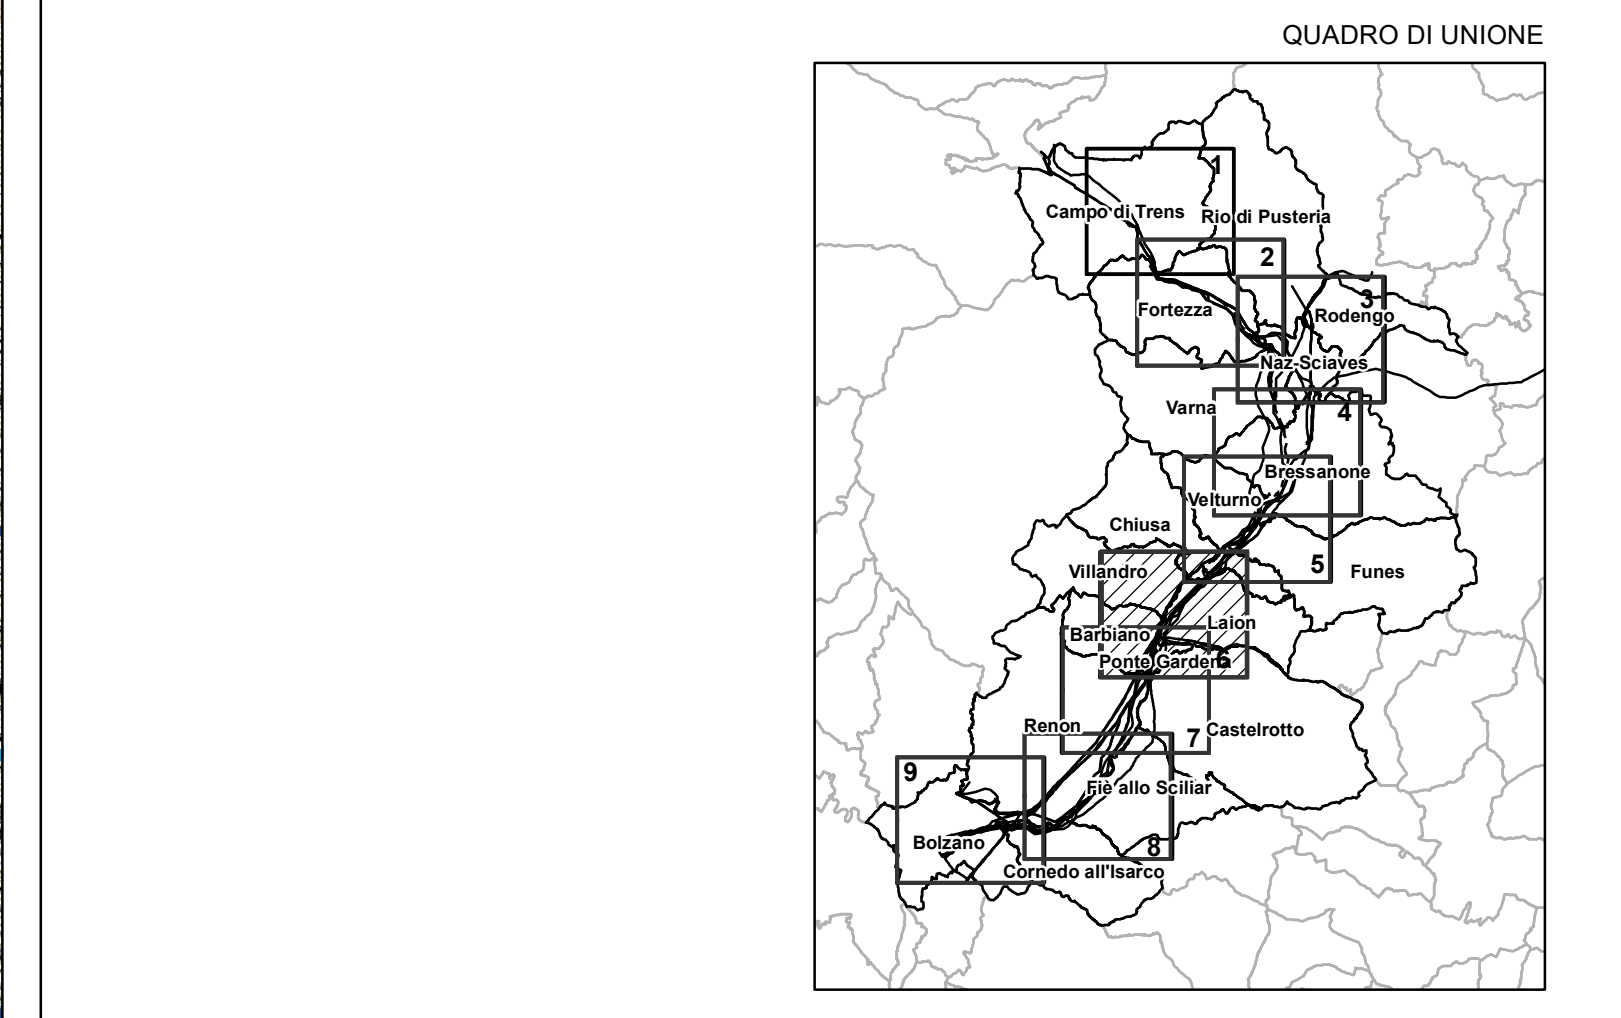 QUADRO DI UNIONE
1
Campo di Trens
Rio di Pusteria
2
3
Fortezza
Rodengo
Naz-Sciaves
Varna
4
Bressanone
Velturno
Chiusa
5
Villandro
Funes
Laion
Barbiano
Ponte Gardena
6
Renon
Castelrotto
7
9
Fiè allo Sciliar
Bolzano
8
Cornedo all'Isarco